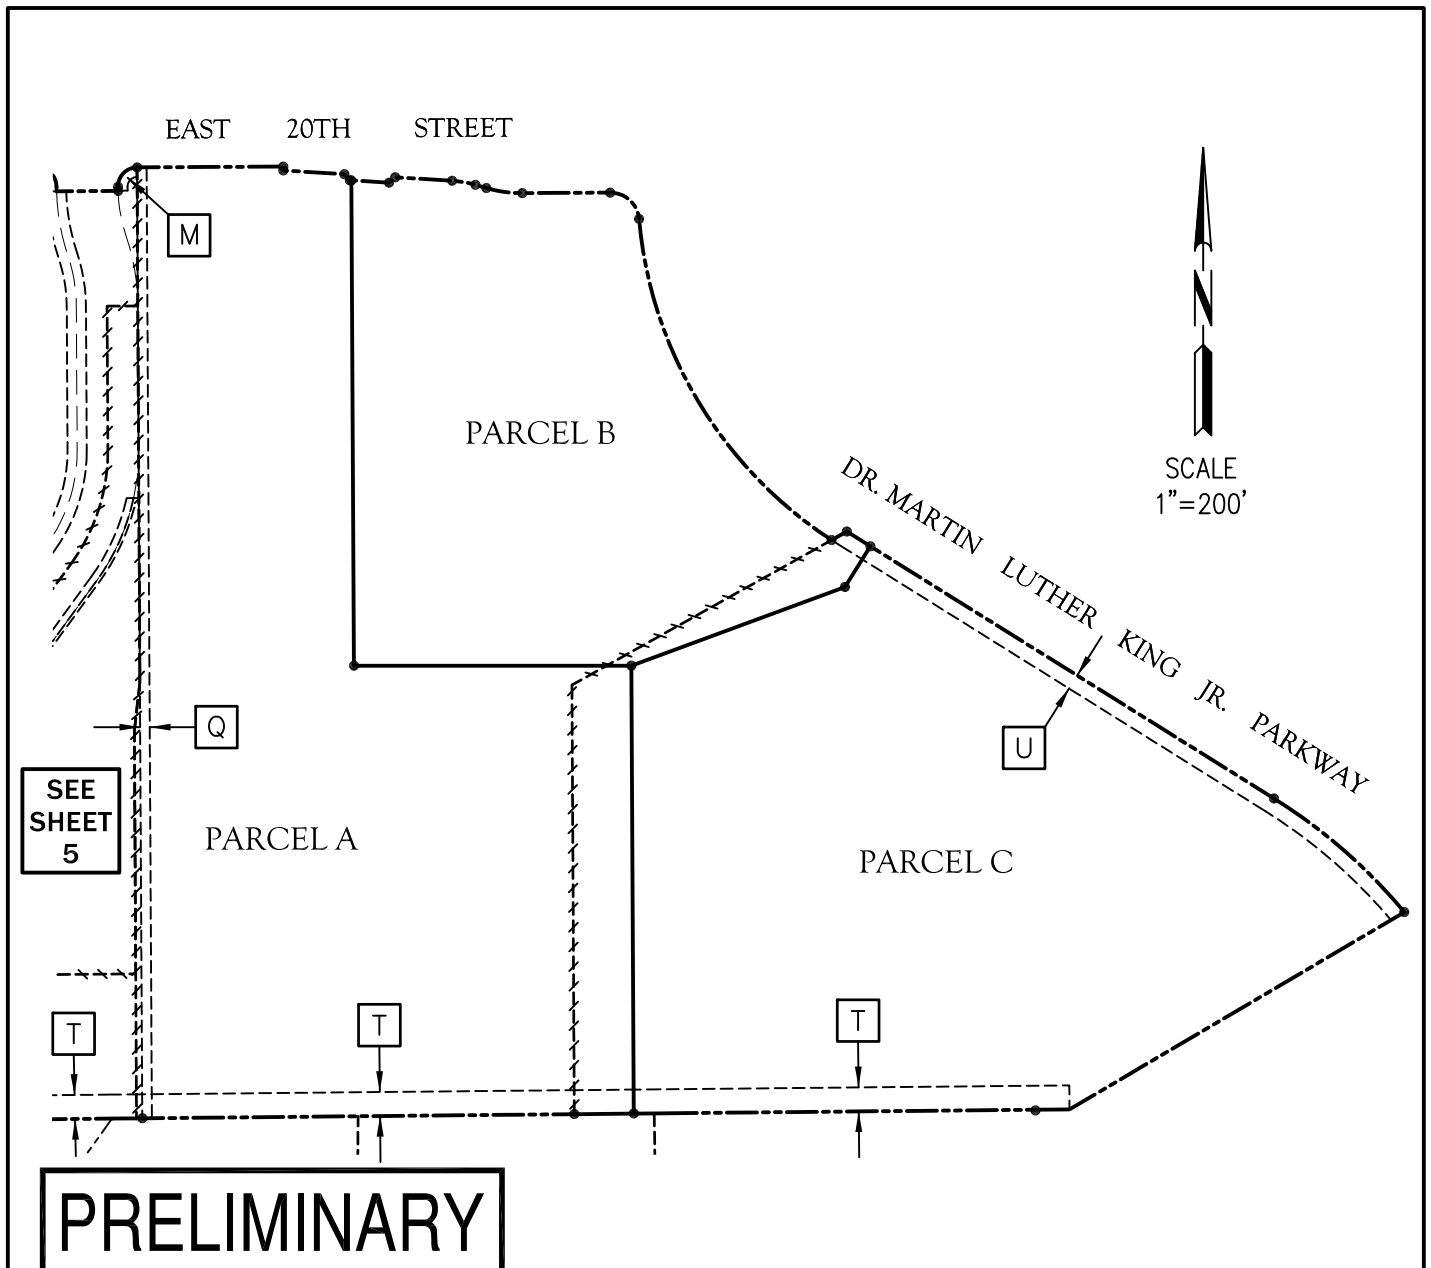 EAST 20TH STREET
M
PARCEL B
SCALE
1"=200'
DR. MARTIN LUTHER KING JR. PARKWAY
Q
U
SEE
SHEET
5
PARCEL A
PARCEL C
T
T
T
N
PRELIMINARY